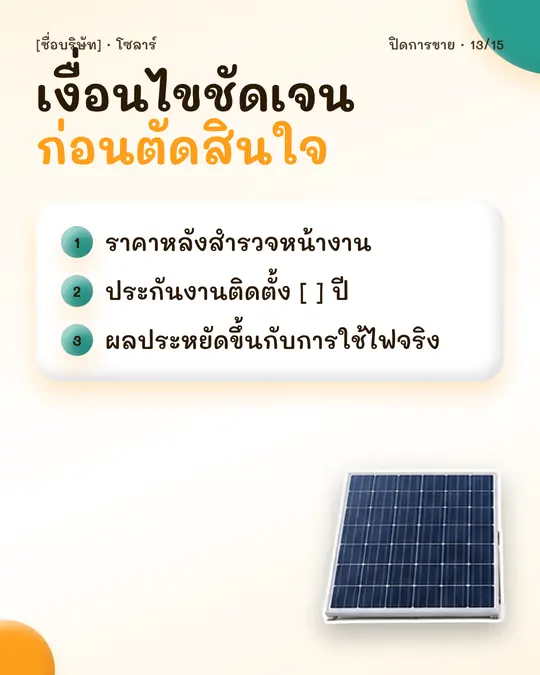 [ชื่อบริษัท] · โซลาร์
ปิดการขาย · 13/15
เงื่อนไขชัดเจน
ก่อนตัดสินใจ
1 ราคาหลังสำรวจหน้างาน
2 ประกันงานติดตั้ง [ ] ปี
3 ผลประหยัดขึ้นกับการใช้ไฟจริง